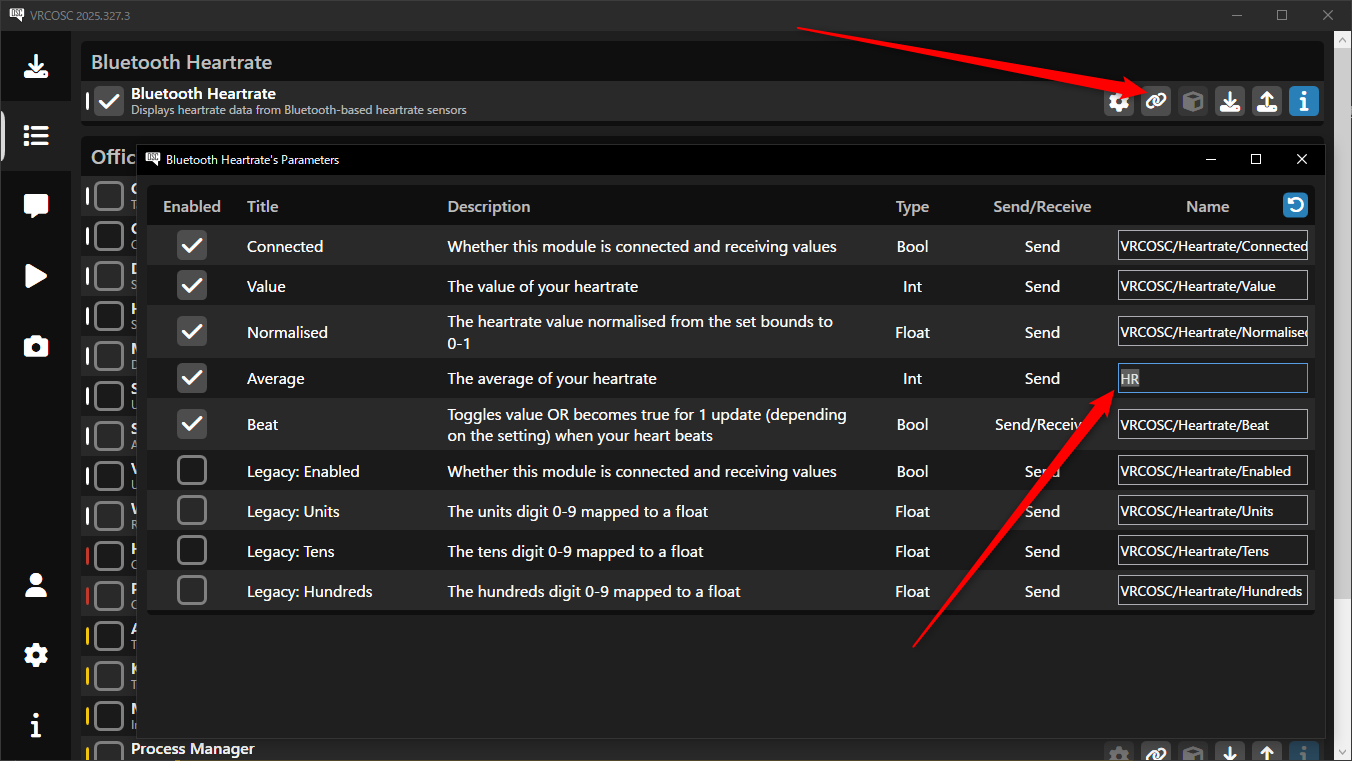 VRCOSC 2025.327.3
Bluetooth Heartrate
Bluetooth Heartrate
Displays heartrate data from Bluetooth-based heartrate sensors
Offic
OSC
Bluetooth Heartrate's Parameters
Enabled Title Description Type Send/Receive Name
Connected Whether this module is connected and receiving values Bool Send VRCOSC/Heartrate/Connected
Value The value of your heartrate Int Send VRCOSC/Heartrate/Value
Normalised The heartrate value normalised from the set bounds to Float Send VRCOSC/Heartrate/Normalised
0-1
Average The average of your heartrate Int Send HR
Beat Toggles value OR becomes true for 1 update (depending Bool Send/Receive VRCOSC/Heartrate/Beat
on the setting) when your heart beats
Legacy: Enabled Whether this module is connected and receiving values Bool Send VRCOSC/Heartrate/Enabled
Legacy: Units The units digit 0-9 mapped to a float Float Send VRCOSC/Heartrate/Units
Legacy: Tens The tens digit 0-9 mapped to a float Float Send VRCOSC/Heartrate/Tens
Legacy: Hundreds The hundreds digit 0-9 mapped to a float Float Send VRCOSC/Heartrate/Hundreds
Process Manager